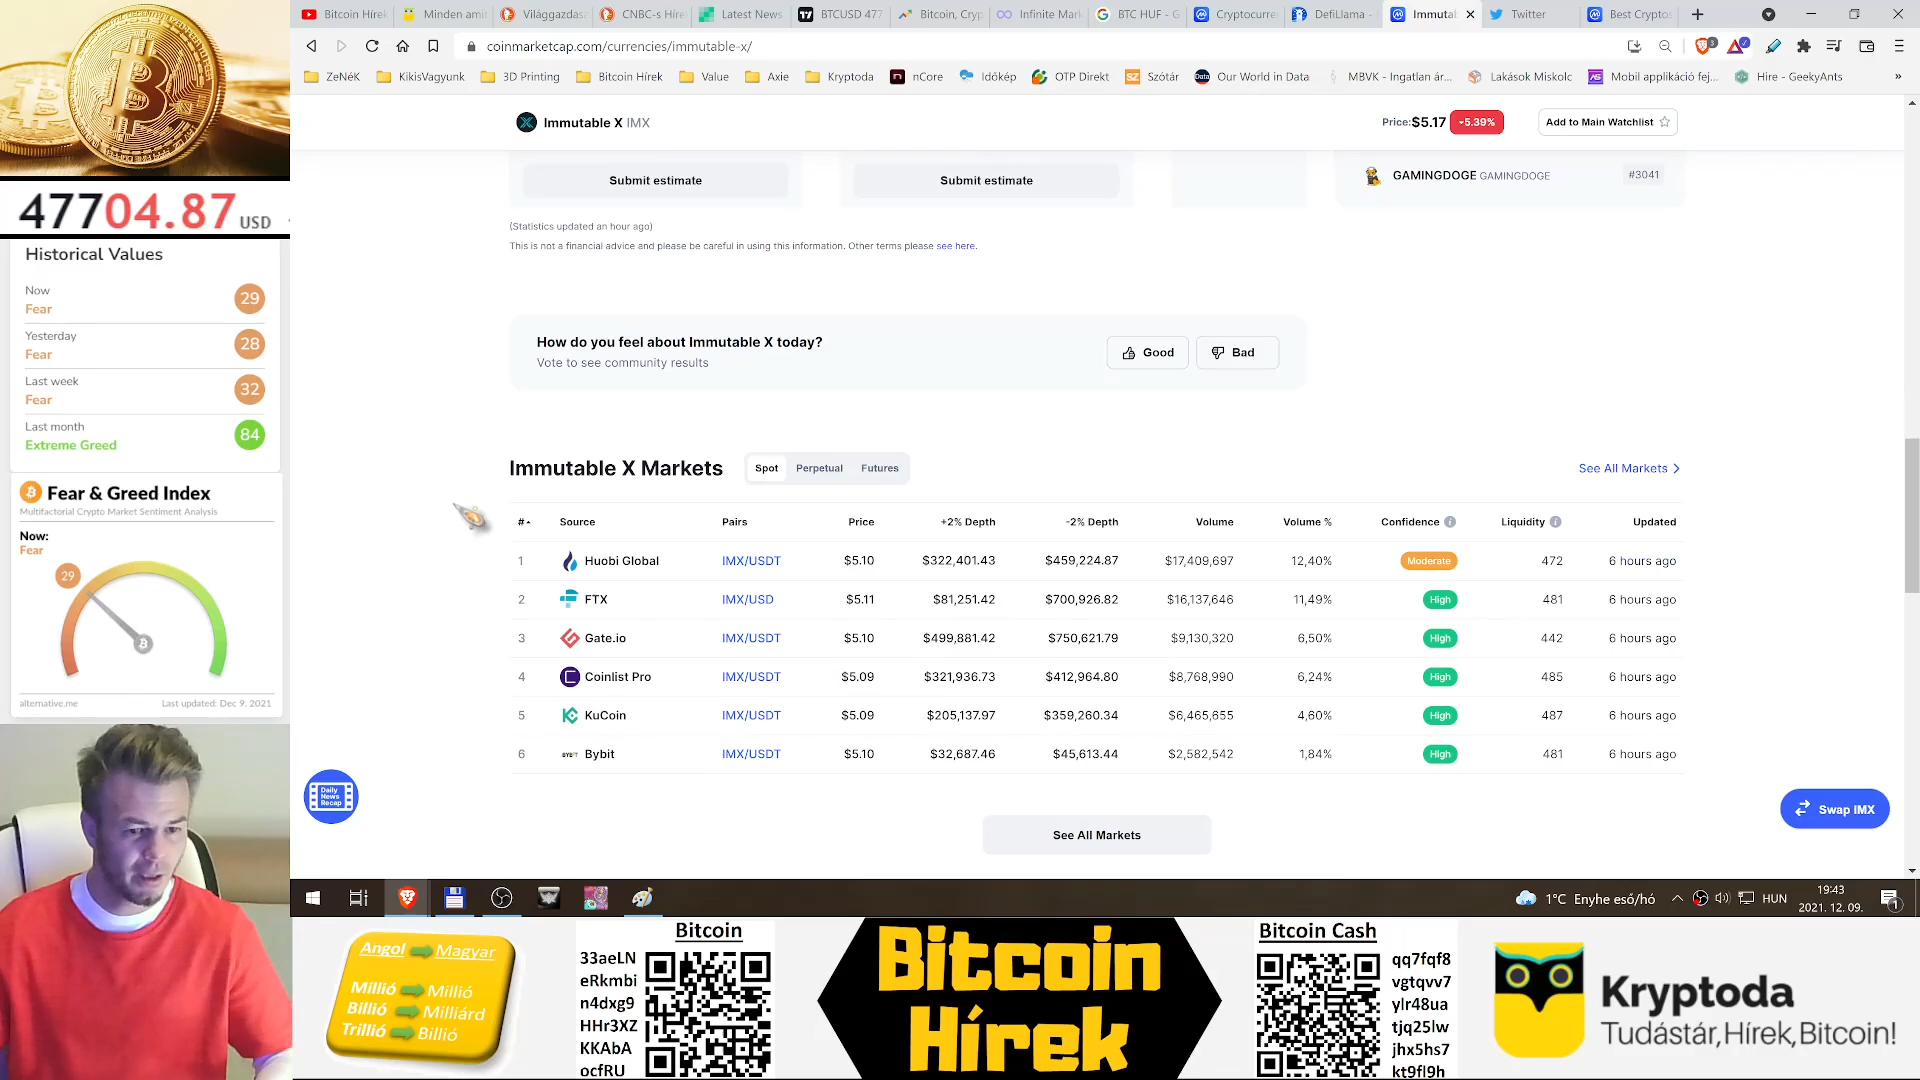 Bitcoin Hírek
Minden ami
Világgazdasá
CNBC-s Híre
Latest News
BTCUSD 477
Bitcoin, Cryp
Infinite Mark
BTC HUF - G
Cryptocurre
DefiLlama -
Immutab
Twitter
Best Cryptos
coinmarketcap.com/currencies/immutable-x/
ZeNéK
KikisVagyunk
3D Printing
Bitcoin Hírek
Value
Axie
Kryptoda
nCore
Időkép
OTP Direkt
Szótár
Our World in Data
MBVK - Ingatlan ár...
Lakások Miskolc
Mobil applikáció fej...
Hire - GeekyAnts
»
Immutable X IMX
Price:$5.17
-5.39%
Add to Main Watchlist
Submit estimate
Submit estimate
GAMINGDOGE GAMINGDOGE
#3041
(Statistics updated an hour ago)
This is not a financial advice and please be careful in using this information. Other terms please see here.
How do you feel about Immutable X today?
Vote to see community results
Good
Bad
Immutable X Markets
Spot
Perpetual
Futures
See All Markets
# Source Pairs Price +2% Depth -2% Depth Volume Volume % Confidence Liquidity Updated
1 Huobi Global IMX/USDT $5.10 $322,401.43 $459,224.87 $17,409,697 12,40% Moderate 472 6 hours ago
2 FTX IMX/USD $5.11 $81,251.42 $700,926.82 $16,137,646 11,49% High 481 6 hours ago
3 Gate.io IMX/USDT $5.10 $499,881.42 $750,621.79 $9,130,320 6,50% High 442 6 hours ago
4 Coinlist Pro IMX/USDT $5.09 $321,936.73 $412,964.80 $8,768,990 6,24% High 485 6 hours ago
5 KuCoin IMX/USDT $5.09 $205,137.97 $359,260.34 $6,465,655 4,60% High 487 6 hours ago
6 Bybit IMX/USDT $5.10 $32,687.46 $45,613.44 $2,582,542 1,84% High 481 6 hours ago
Daily
News
Recap
Swap IMX
See All Markets
47704.87 USD
Historical Values
Now
Fear
29
Yesterday
Fear
28
Last week
Fear
32
Last month
Extreme Greed
84
Fear & Greed Index
Multifactorial Crypto Market Sentiment Analysis
Now:
Fear
29
alternative.me
Last updated: Dec 9, 2021
1°C Enyhe eső/hó
HUN
19:43
2021. 12. 09.
1
Angol Magyar
Millió Millió
Billió Milliárd
Trillió Billió
Bitcoin
33aeLN
eRkmbi
n4dxg9
HHr3XZ
KKAbA
ocfRU
Bitcoin
Hírek
Bitcoin Cash
qq7fqf8
vgtqvv7
ylr48ua
tjq25lw
jhx5hs7
kt9fl9h
Kryptoda
Tudástár,Hírek,Bitcoin!